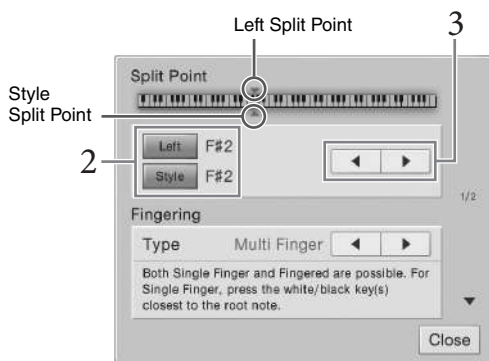 Left Split Point
3
Split Point
Style
Split Point
2
Left F#2
Style F#2
1/2
Fingering
Type Multi Finger
Both Single Finger and Fingered are possible. For
Single Finger, press the white/black key(s)
closest to the root note.
Close